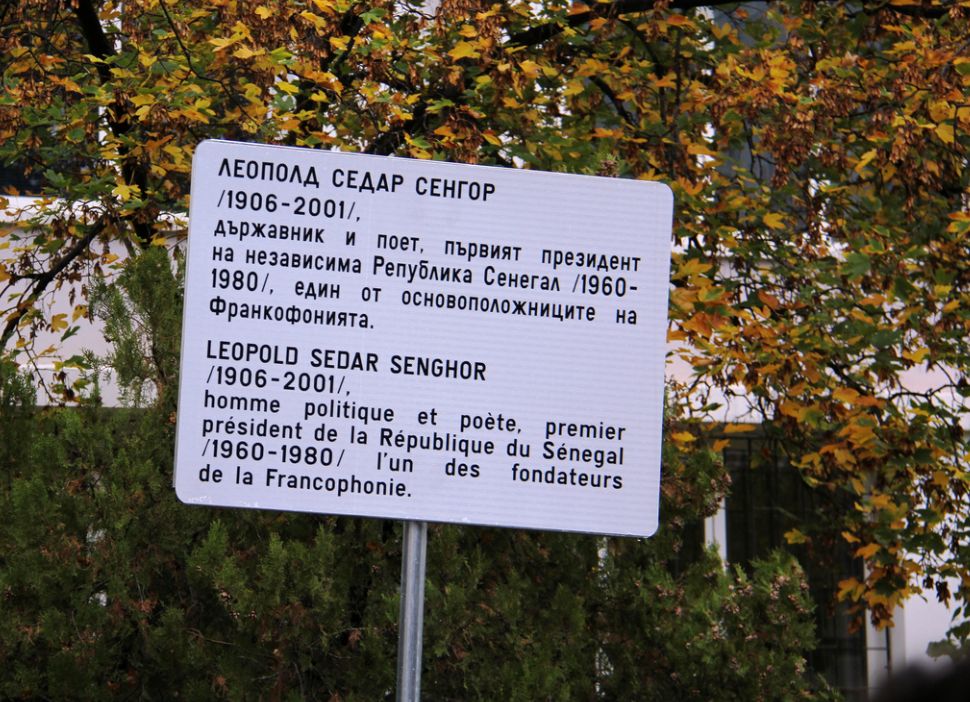 ЛЕОПОЛД СЕДАР СЕНГОР
/1906-2001/,
държавник и поет, първият президент
на независима Република Сенегал /1960-
1980/, един от основоположниците на
Франкофонията.
LEOPOLD SEDAR SENGHOR
/1906-2001/,
homme politique et poète, premier
président de la République du Sénégal
/1960-1980/ l'un des fondateurs
de la Francophonie.